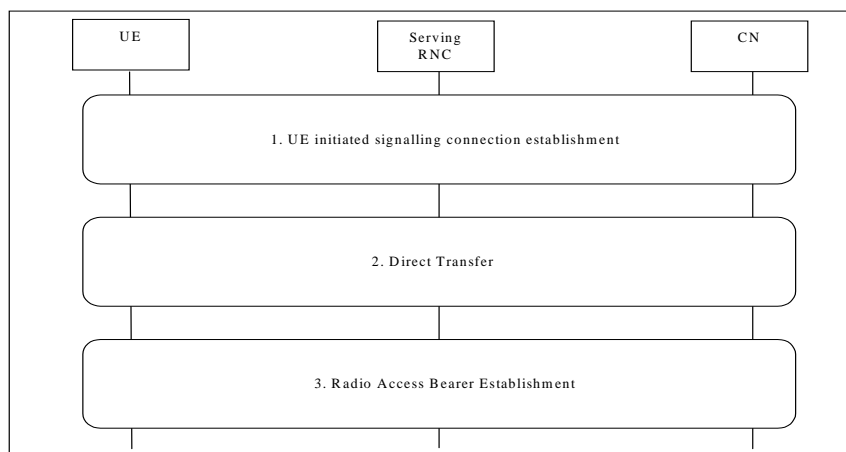 UE
Serving
RNC
CN
1. UE initiated signalling connection establishment
2. Direct Transfer
3. Radio Access Bearer Establishment